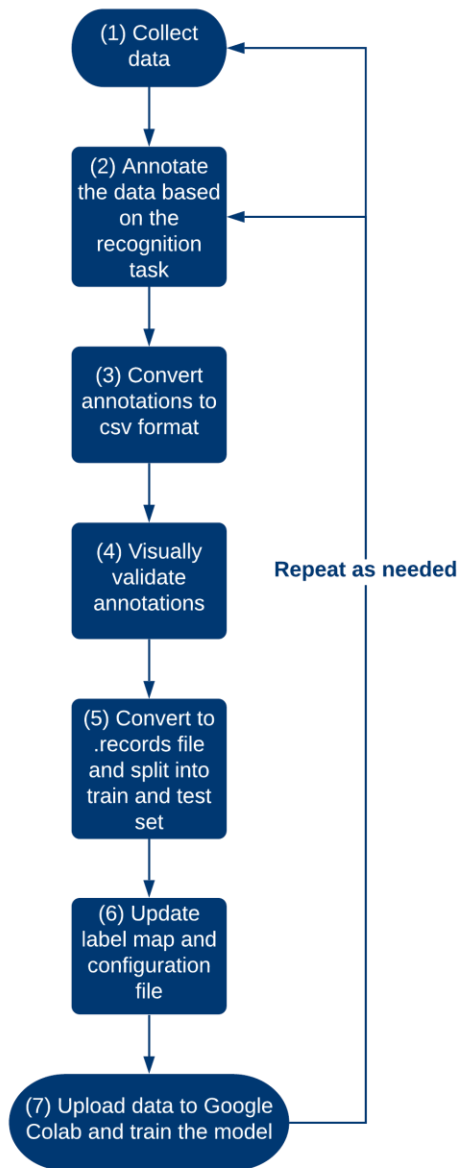 (1) Collect
data
(2) Annotate
the data based
on the
recognition
task
(3) Convert
annotations to
csv format
(4) Visually
validate
annotations
Repeat as needed
(5) Convert to
.records file
and split into
train and test
set
(6) Update
label map and
configuration
file
(7) Upload data to Google
Colab and train the model